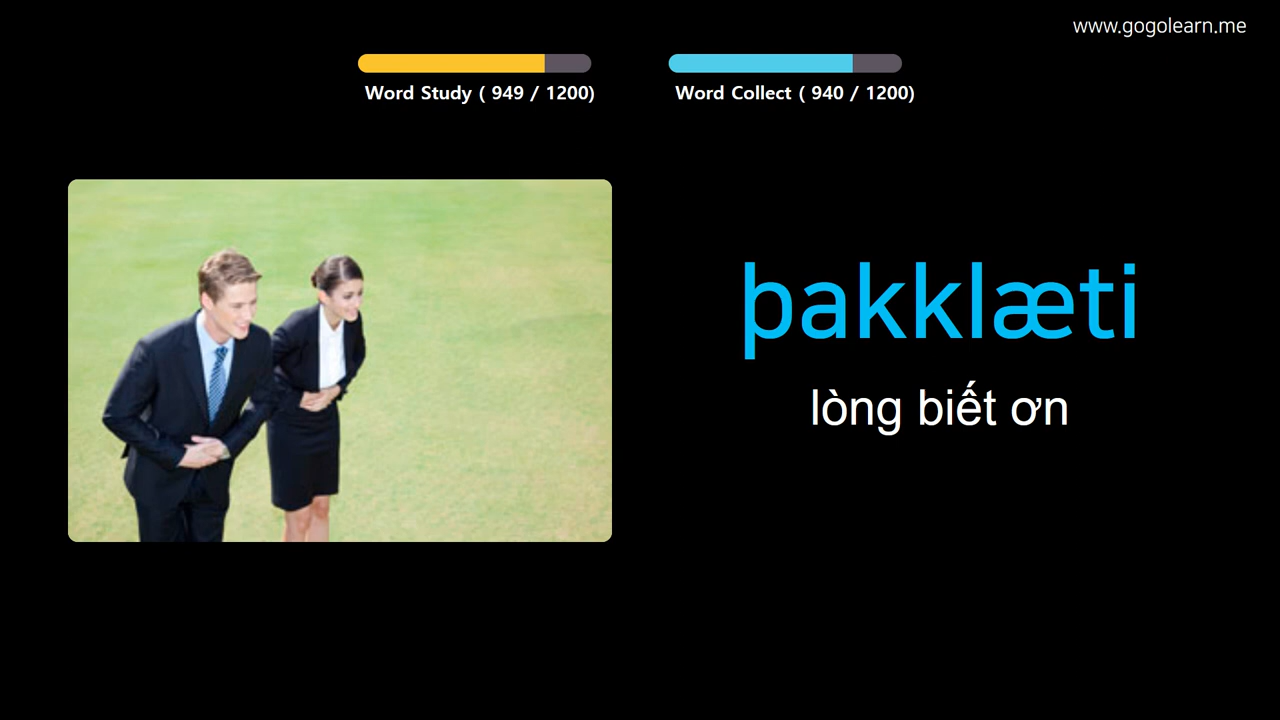 www.gogolearn.me
Word Study ( 949 / 1200)
Word Collect ( 940 / 1200)
þakklæti
lòng biết ơn